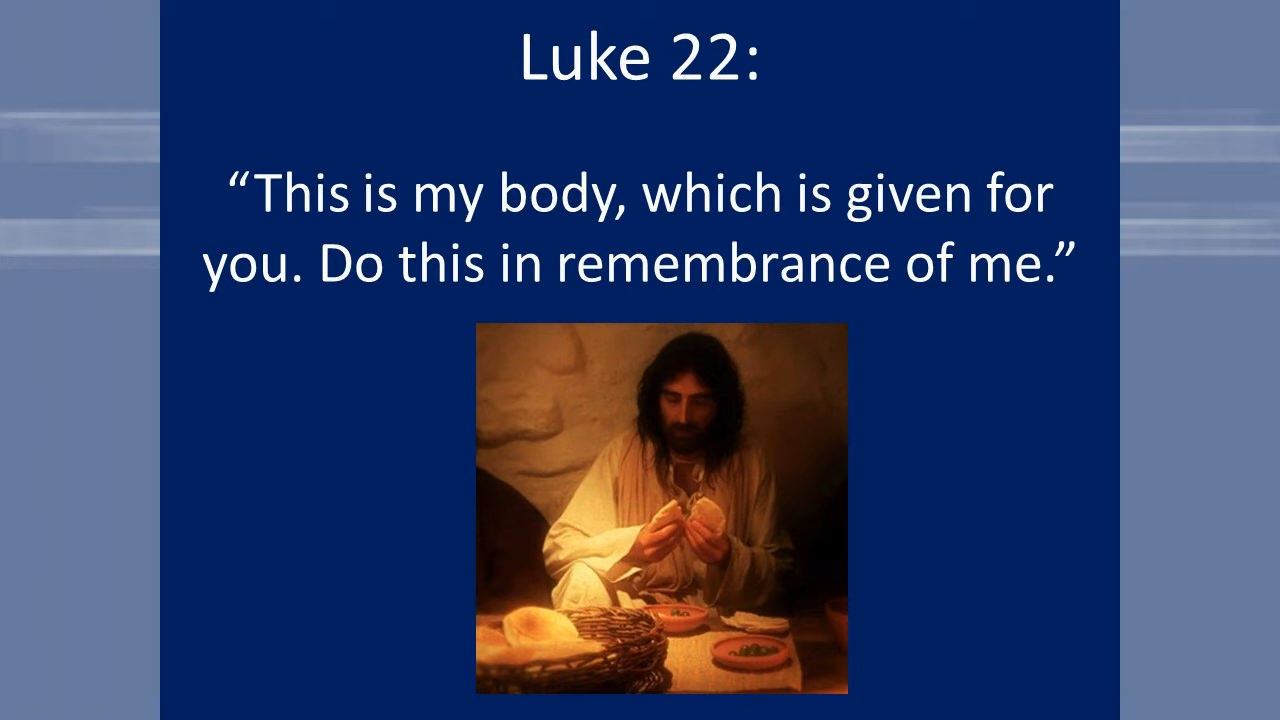 Luke 22:
“This is my body, which is given for
you. Do this in remembrance of me.”